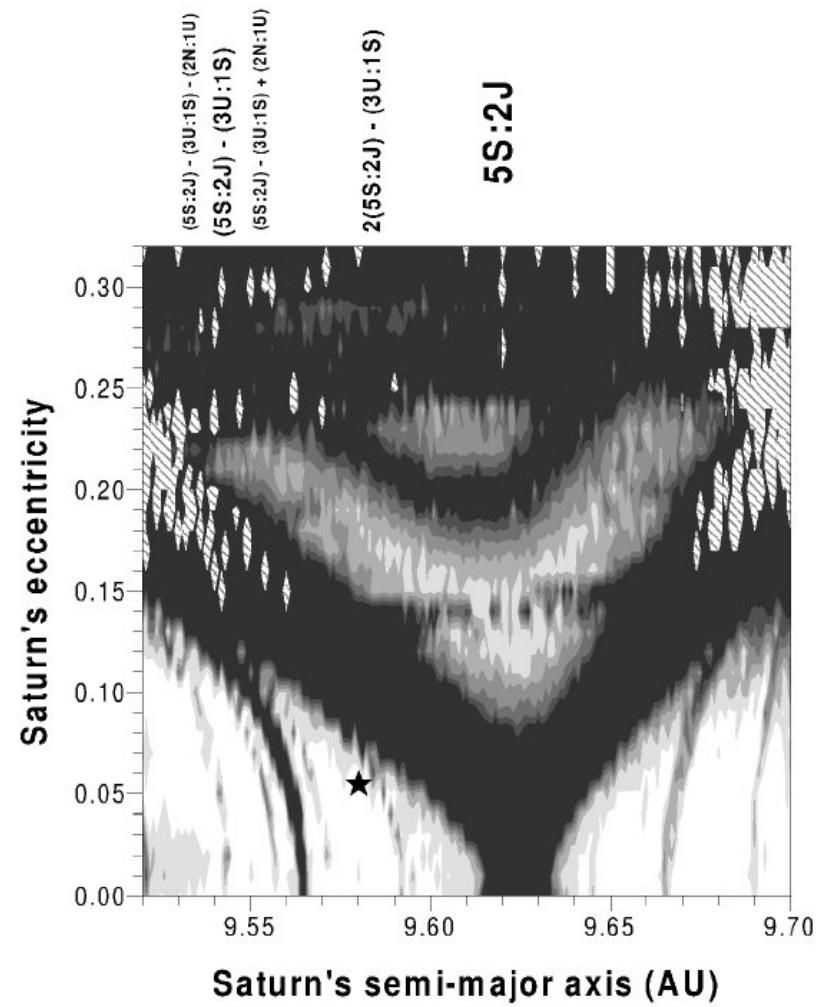 (5S:2J) - (3U:1S) - (2N:1U)
(5S:2J) - (3U:1S)
(5S:2J) - (3U:1S) + (2N:1U)
2(5S:2J) - (3U:1S)
5S:2J
0.30
0.25
0.20
0.15
0.10
0.05
0.00
Saturn's eccentricity
9.55 9.60 9.65 9.70
Saturn's semi-major axis (AU)